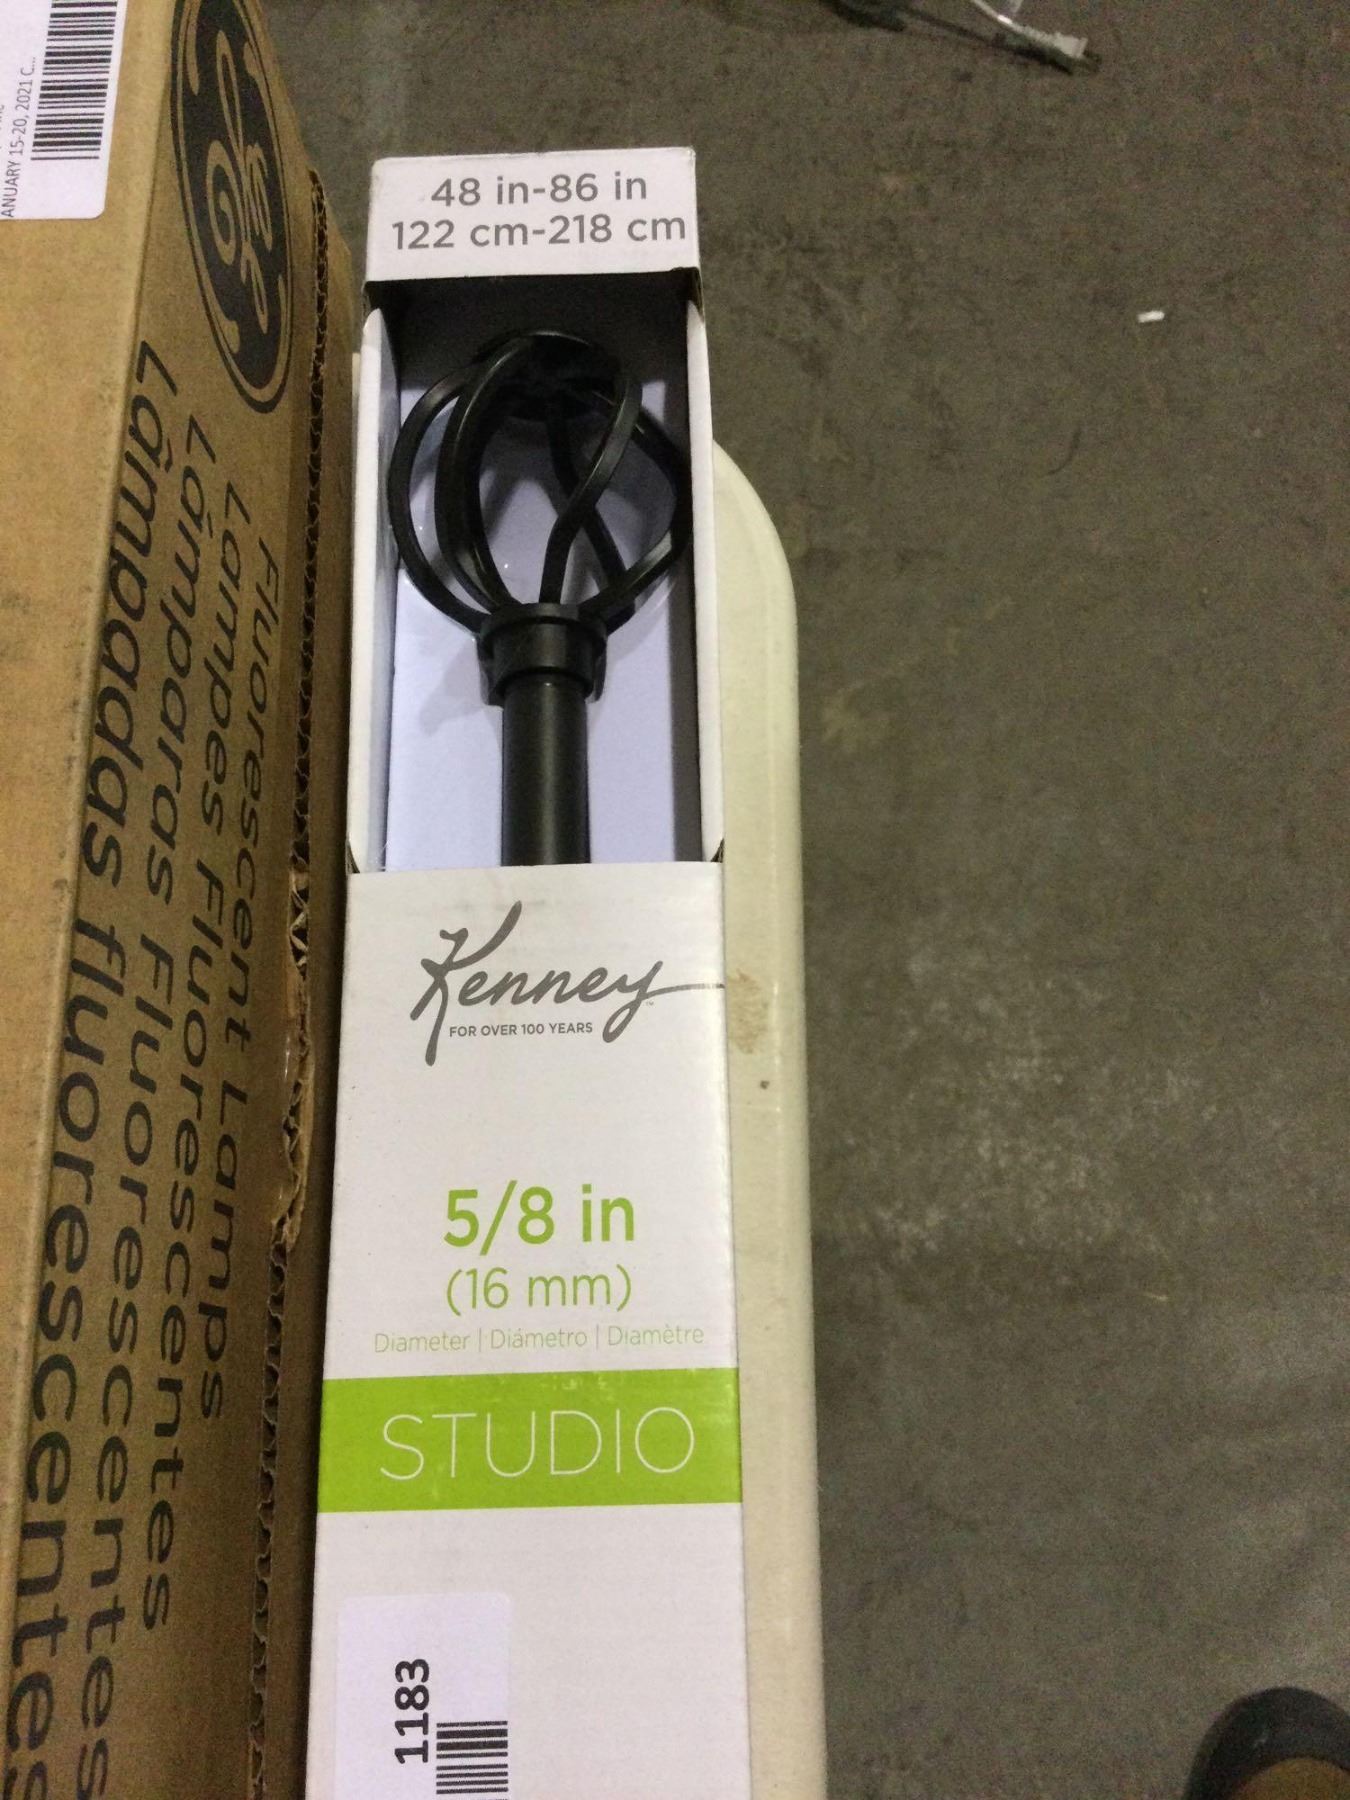 ANUARY 15-20, 2021 C...
GE
Fluorescent Lamps
Lampes Fluorescentes
Lámparas Fluorescentes
Lâmpadas fluorescentes
48 in-86 in
122 cm-218 cm
Kenney
FOR OVER 100 YEARS
5/8 in
(16 mm)
Diameter | Diámetro | Diamètre
STUDIO
1183